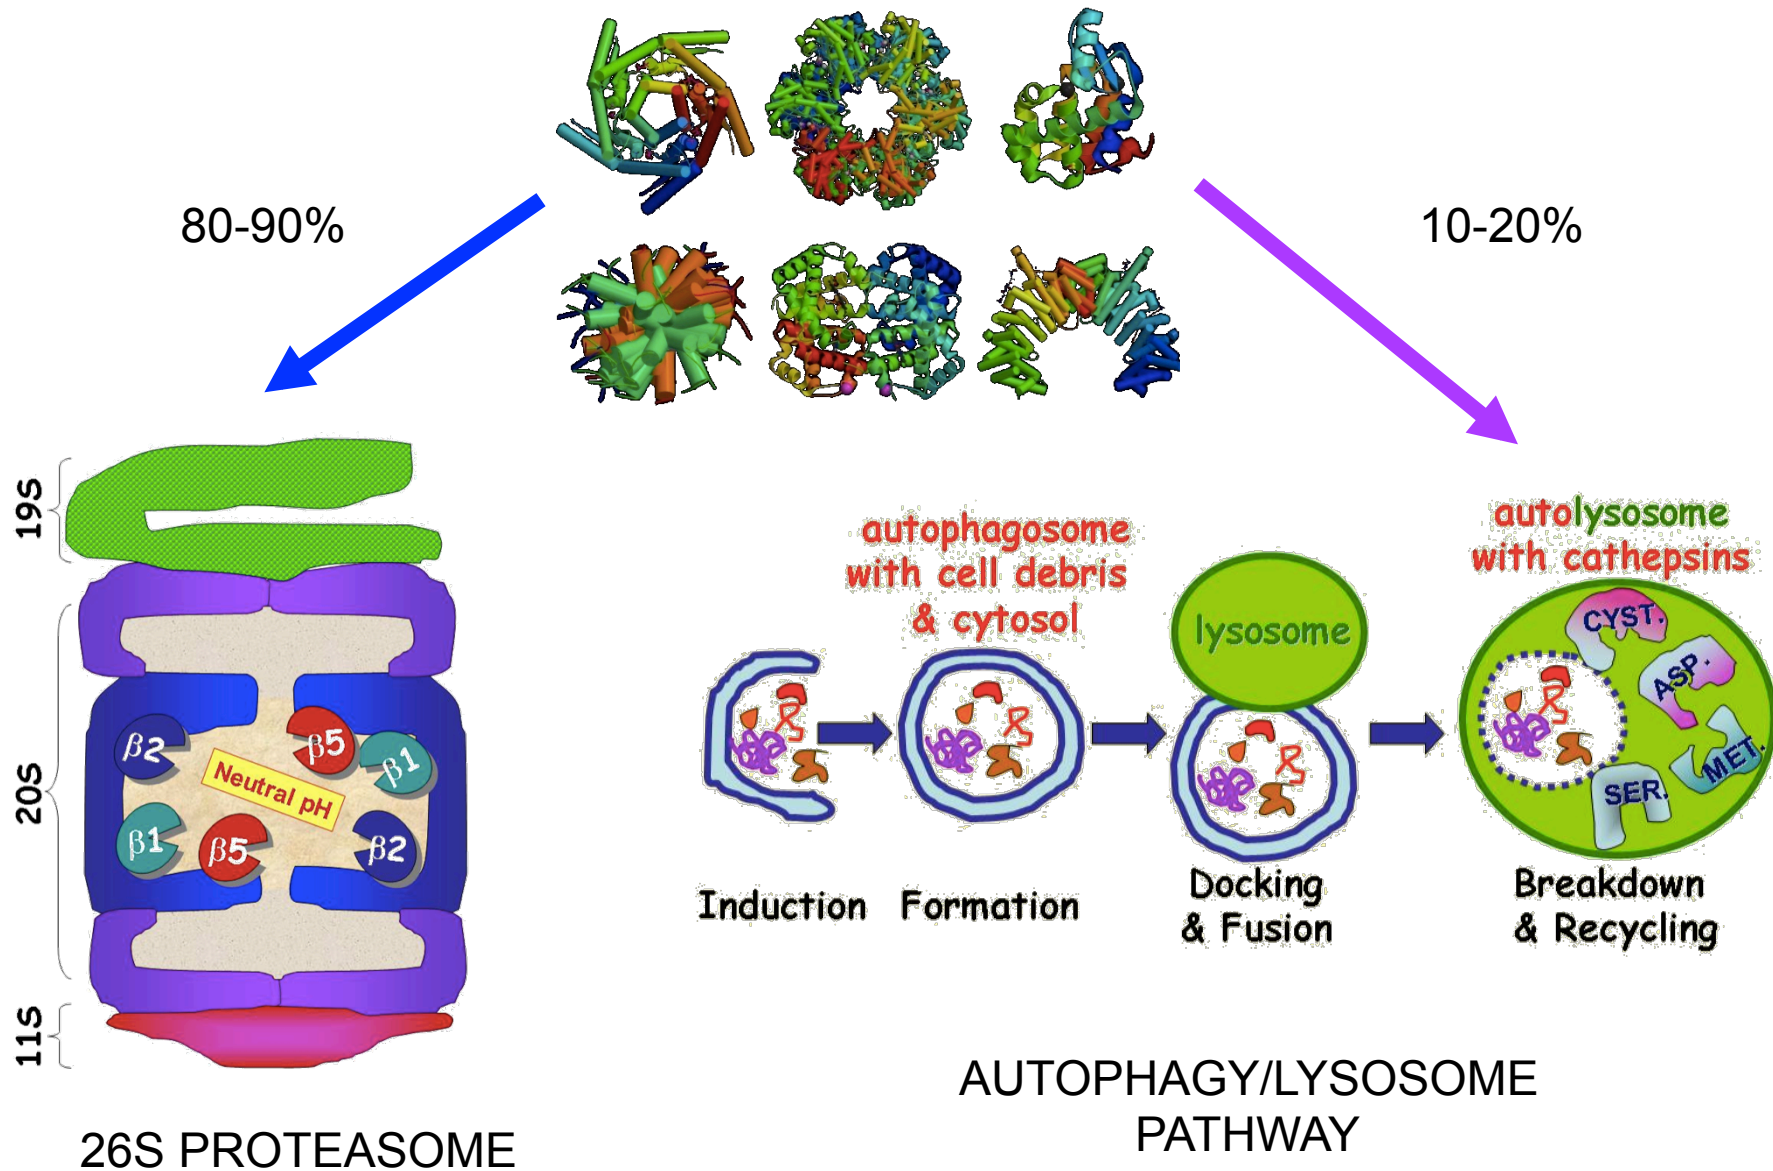 80-90%
10-20%
19S
20S
11S
β2
β5
β1
Neutral pH
β1
β5
β2
26S PROTEASOME
autophagosome
with cell debris
& cytosol
lysosome
autolysosome
with cathepsins
CYST.
ASP.
MET.
SER.
Induction
Formation
Docking
& Fusion
Breakdown
& Recycling
AUTOPHAGY/LYSOSOME
PATHWAY